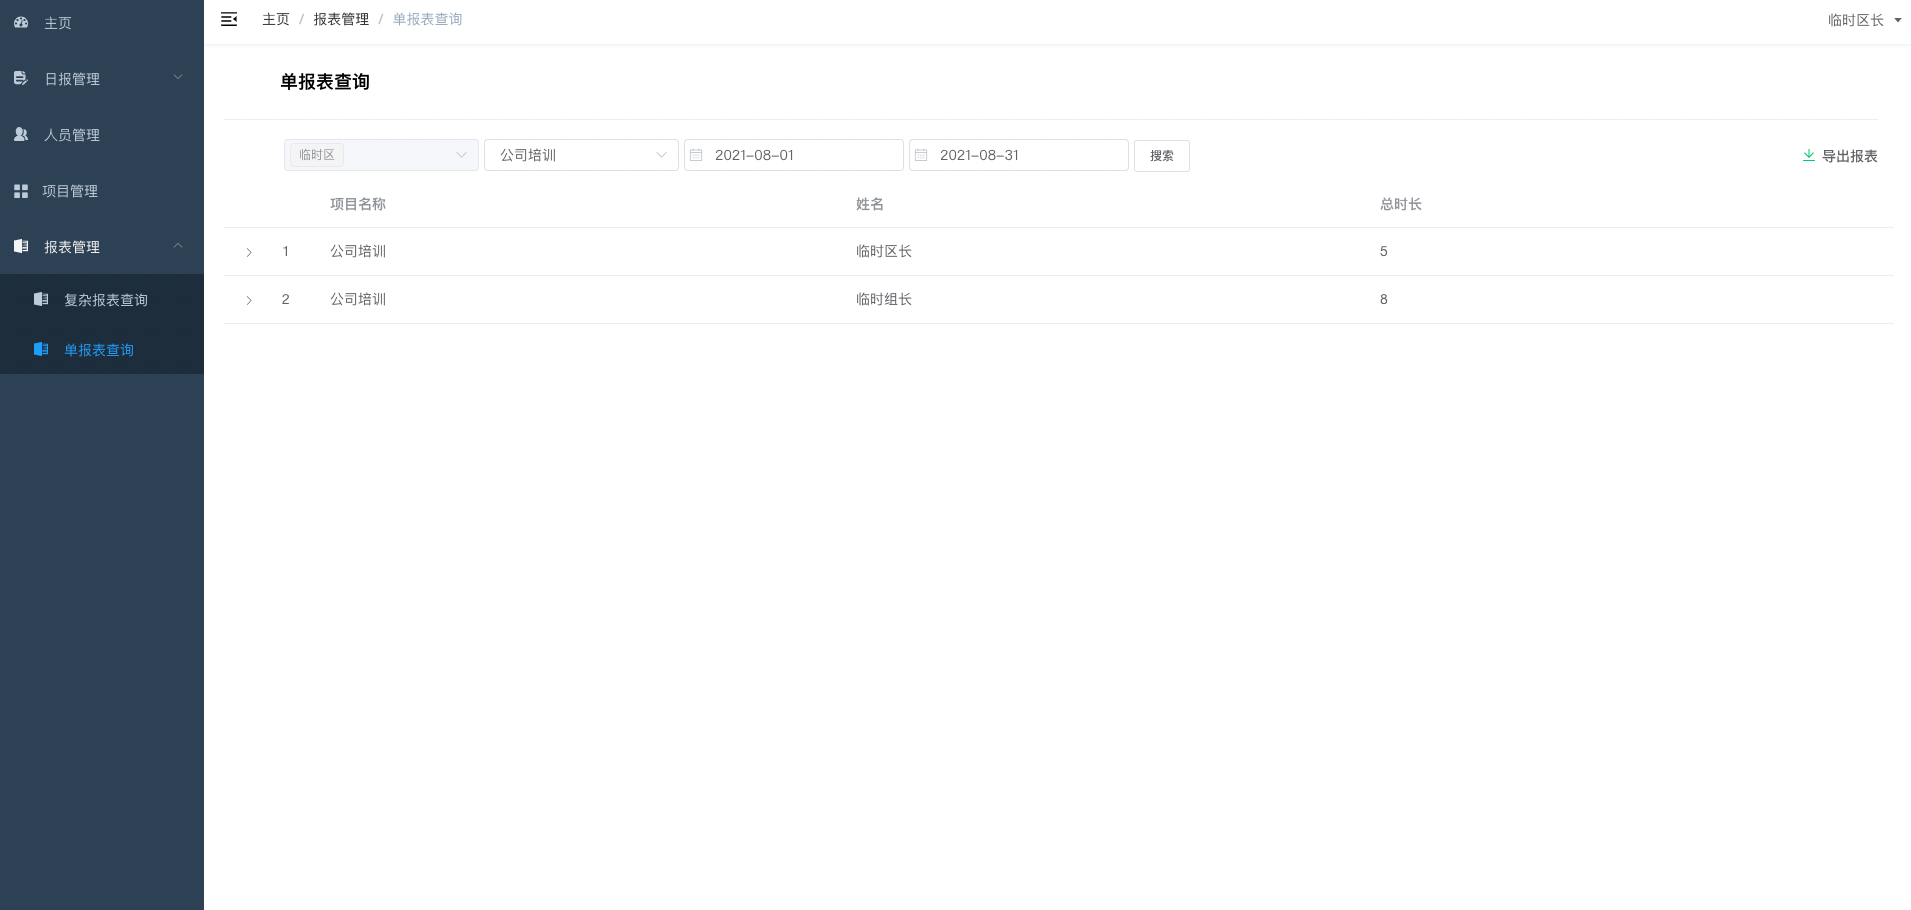 主页
日报管理
人员管理
项目管理
报表管理
复杂报表查询
单报表查询
主页 / 报表管理 / 单报表查询
临时区长
单报表查询
临时区 公司培训 2021-08-01 2021-08-31 搜索 导出报表
项目名称 姓名 总时长
1 公司培训 临时区长 5
2 公司培训 临时组长 8